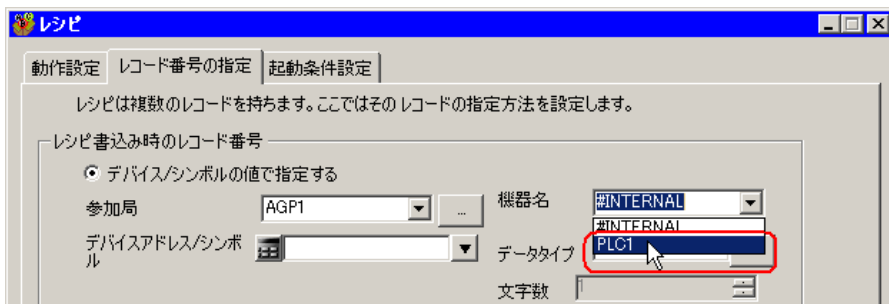 レシピ
動作設定 レコード番号の指定 起動条件設定
レシピは複数のレコードを持ちます。ここではそのレコードの指定方法を設定します。
レシピ書込み時のレコード番号
デバイス/シンボルの値で指定する
参加局 AGP1 ... 機器名 #INTERNAL
#INTERNAL
デバイスアドレス/シンボ
ル
データタイプ PLC1
文字数 1